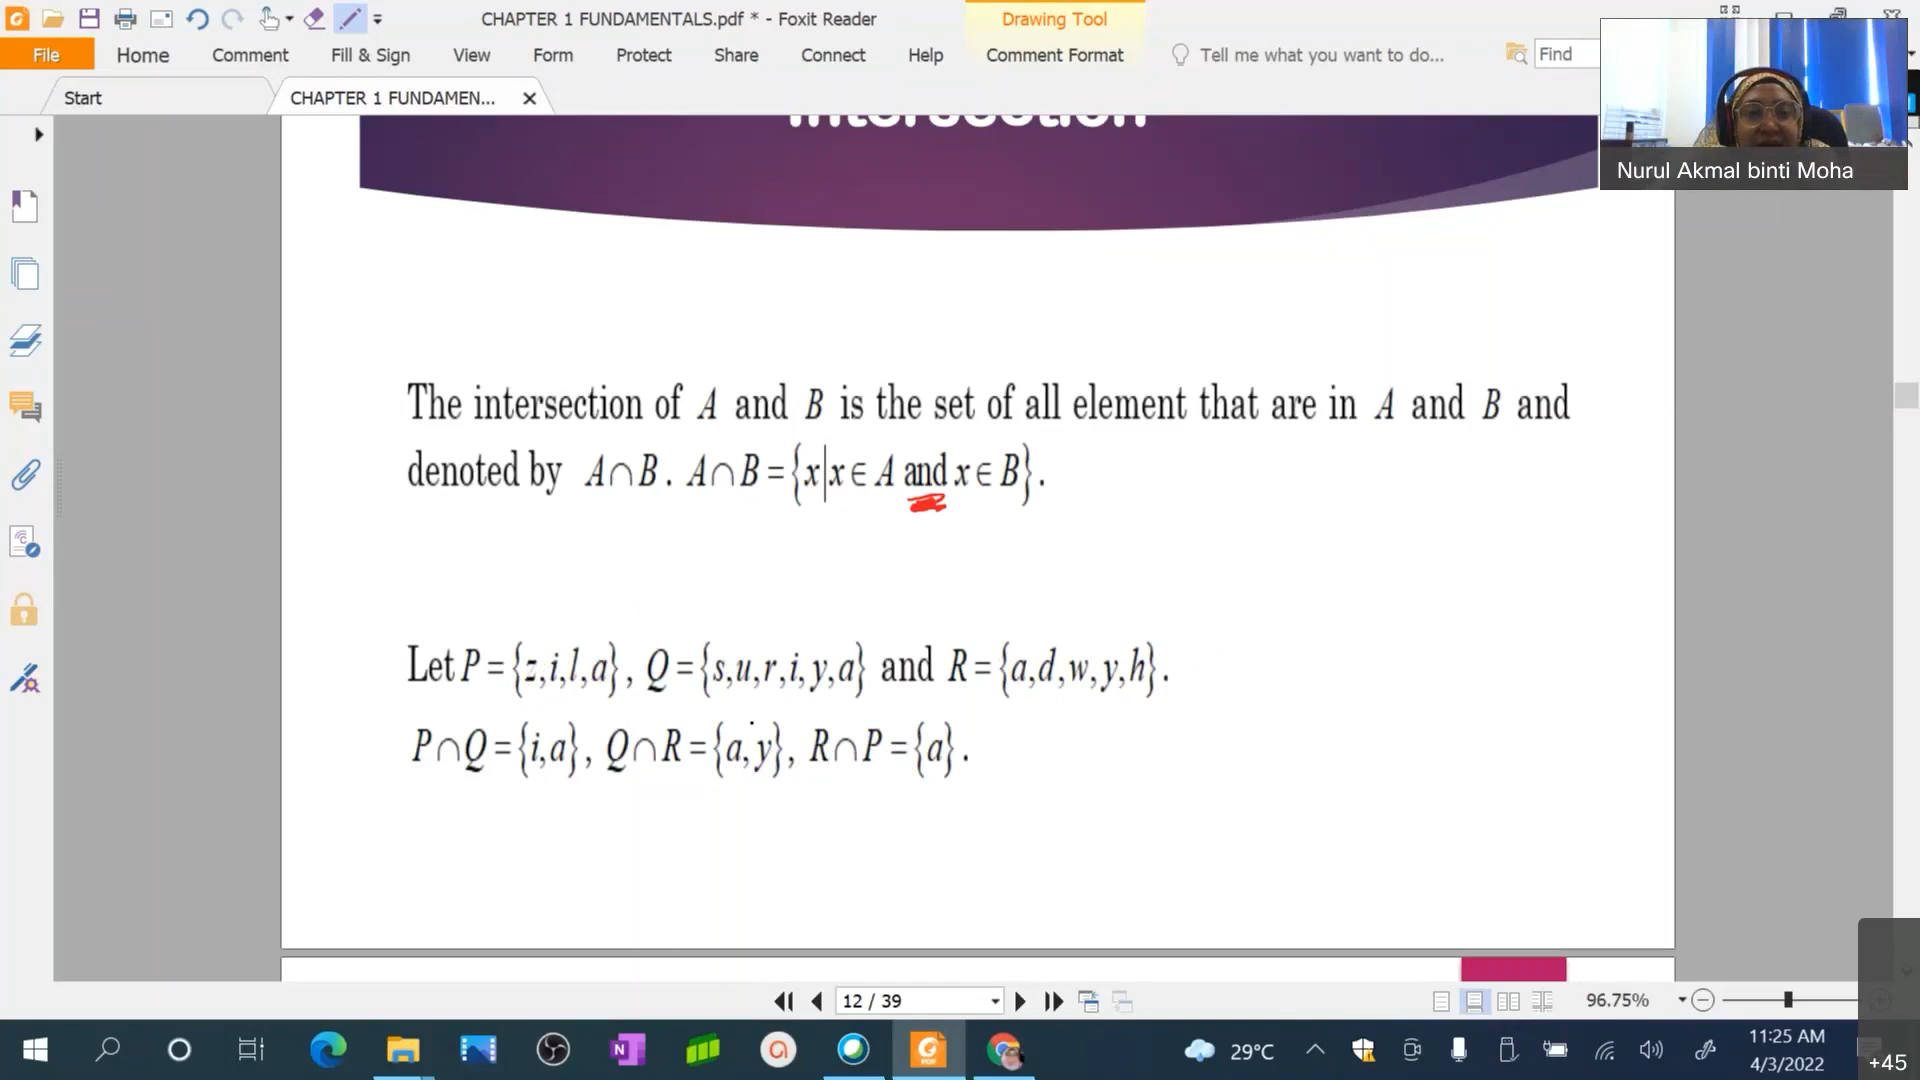 CHAPTER 1 FUNDAMENTALS.pdf * - Foxit Reader
Drawing Tool
File Home Comment Fill & Sign View Form Protect Share Connect Help Comment Format Tell me what you want to do... Find
Start
CHAPTER 1 FUNDAMEN...
Intersection
Nurul Akmal binti Moha
The intersection of A and B is the set of all element that are in A and B and
denoted by A∩B. A∩B={x|x∈A and x∈B}.
Let P={z,i,l,a}, Q={s,u,r,i,y,a} and R={a,d,w,y,h}.
P∩Q={i,a}, Q∩R={a,y}, R∩P={a}.
12 / 39
96.75%
29°C
11:25 AM
4/3/2022
+45